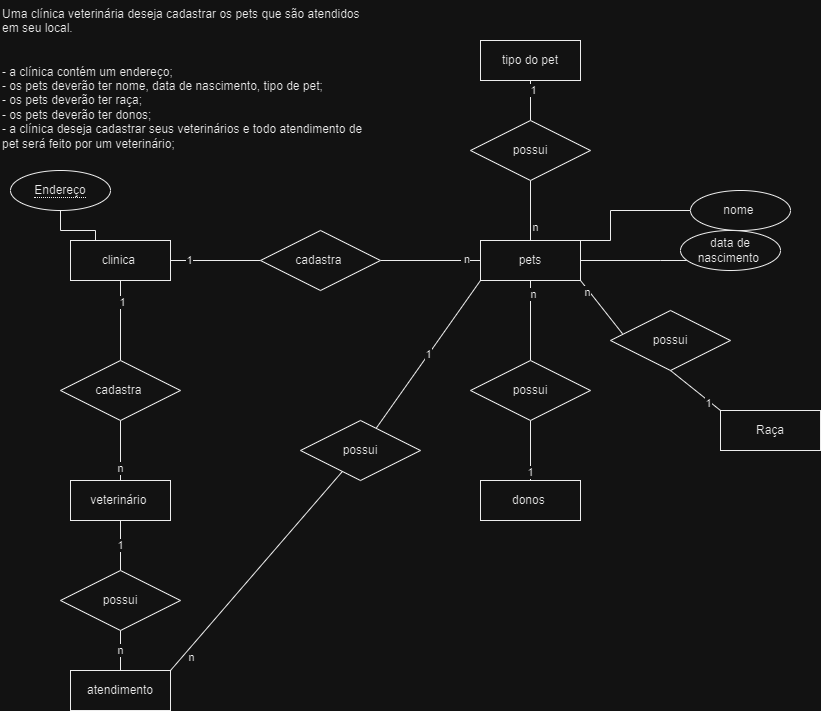 Uma clínica veterinária deseja cadastrar os pets que são atendidos
em seu local.
- a clínica contém um endereço;
- os pets deverão ter nome, data de nascimento, tipo de pet;
- os pets deverão ter raça;
- os pets deverão ter donos;
- a clínica deseja cadastrar seus veterinários e todo atendimento de
pet será feito por um veterinário;
tipo do pet
1
possui
n
Endereço
nome
data de
nascimento
clinica
1
cadastra
n
pets
1
n
n
possui
1
cadastra
possui
1
Raça
n
possui
1
veterinário
donos
1
possui
n
n
atendimento